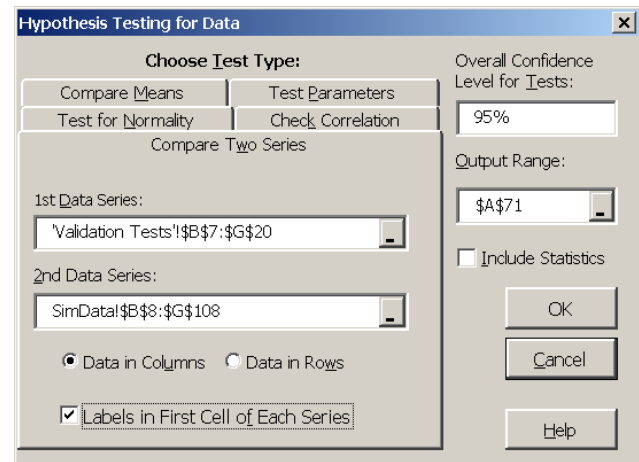 Hypothesis Testing for Data
Choose Test Type:
Compare Means
Test Parameters
Test for Normality
Check Correlation
Compare Two Series
1st Data Series:
'Validation Tests'!$B$7:$G$20
2nd Data Series:
SimData!$B$8:$G$108
Data in Columns
Data in Rows
Labels in First Cell of Each Series
Overall Confidence
Level for Tests:
95%
Output Range:
$A$71
Include Statistics
OK
Cancel
Help